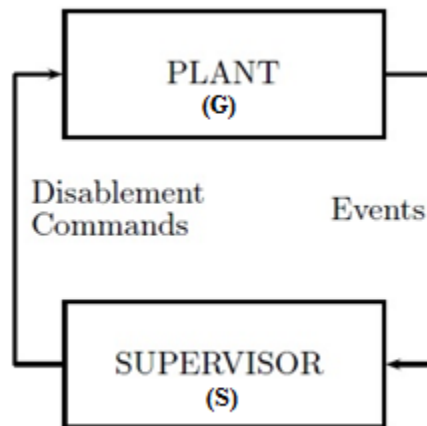 PLANT
(G)
Disablement
Commands
Events
SUPERVISOR
(S)